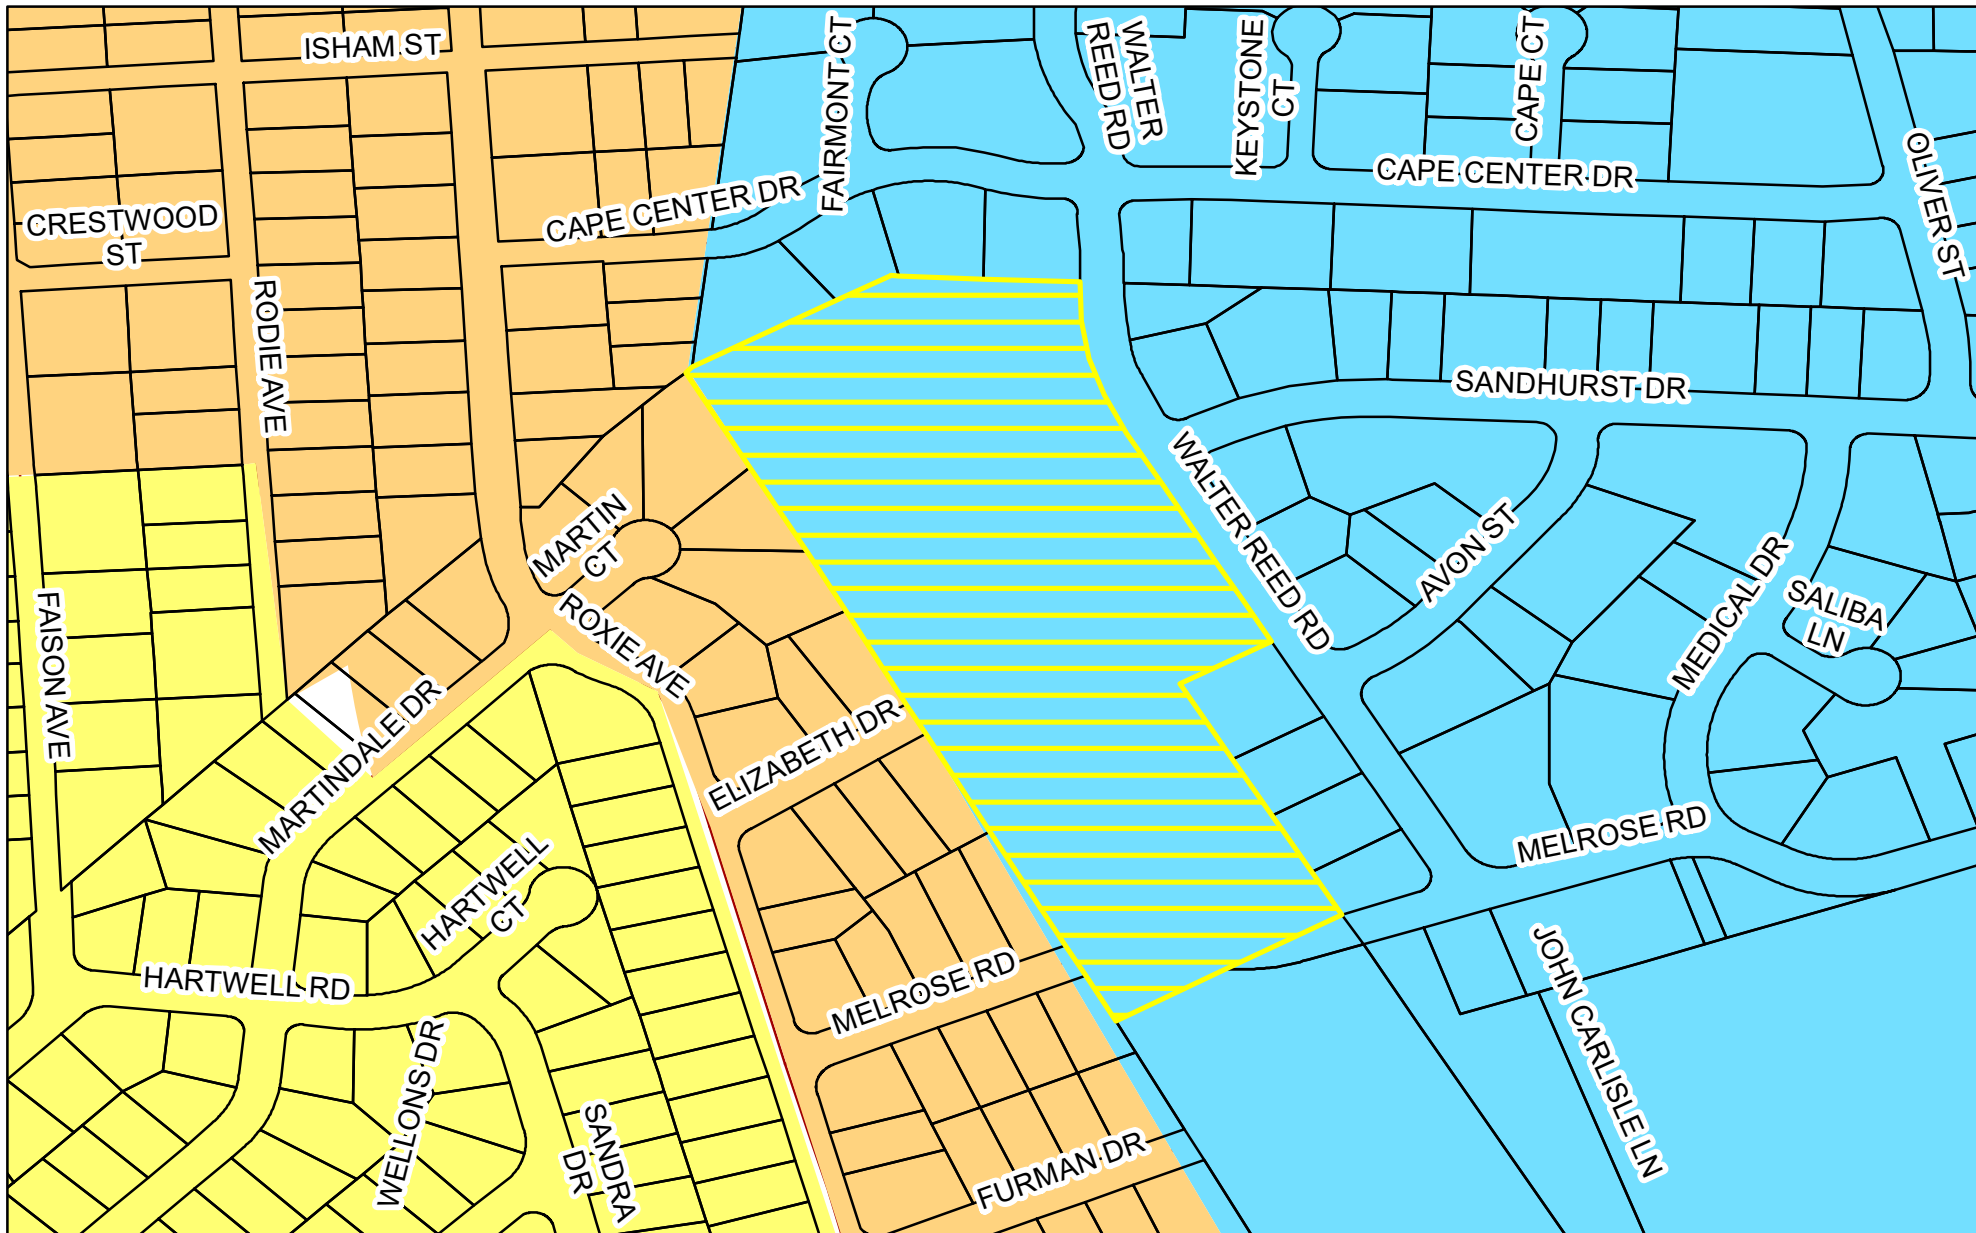 ISHAM ST
FAIRMONT CT
WALTER
REED RD
KEYSTONE
CT
CAPE CT
OLIVER ST
CAPE CENTER DR
CAPE CENTER DR
CRESTWOOD
ST
RODIE AVE
SANDHURST DR
WALTER REED RD
MARTIN
CT
AVON ST
MEDICAL DR
SALIBA
LN
FAISON AVE
ROXIE AVE
MARTINDALE DR
ELIZABETH DR
MELROSE RD
HARTWELL
CT
HARTWELL RD
MELROSE RD
JOHN CARLISLE LN
WELLONS DR
SANDRA
DR
FURMAN DR